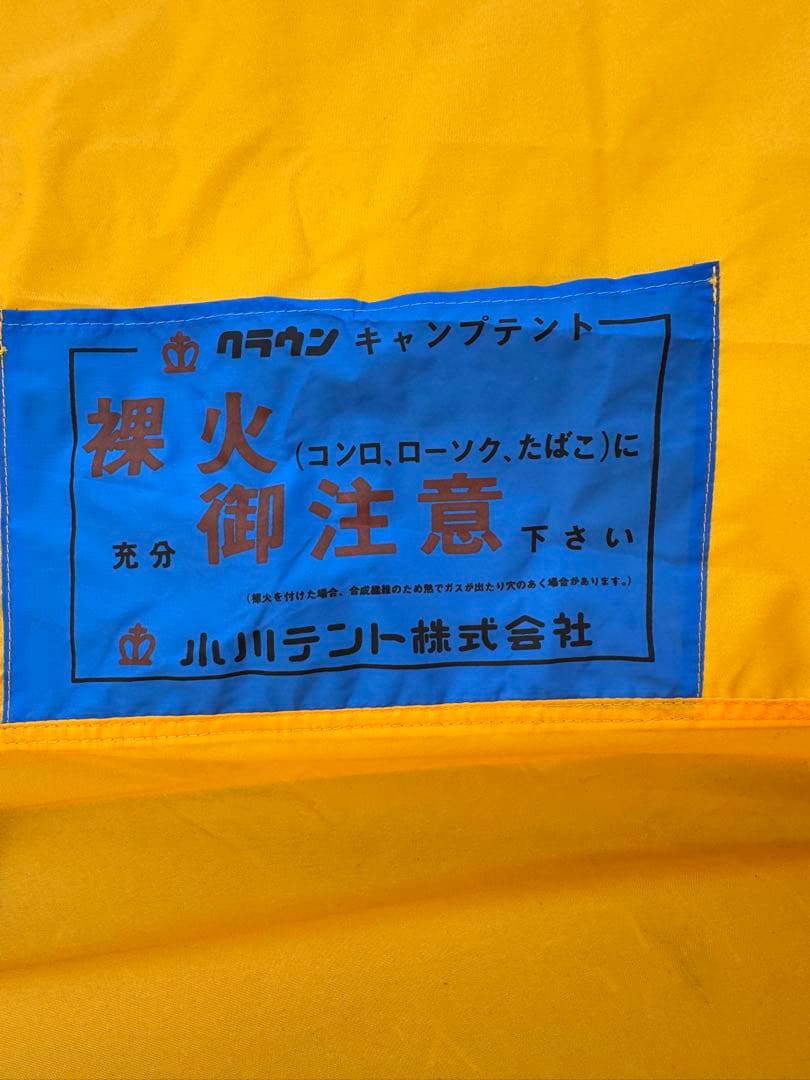 クラウン キャンプテント
裸火(コンロ、ローソク、たばこ)に
充分 御注意 下さい
(裸火を付けた場合、合成繊維のため熱でガスが出たり穴のあく場合があります。)
小川テント株式会社